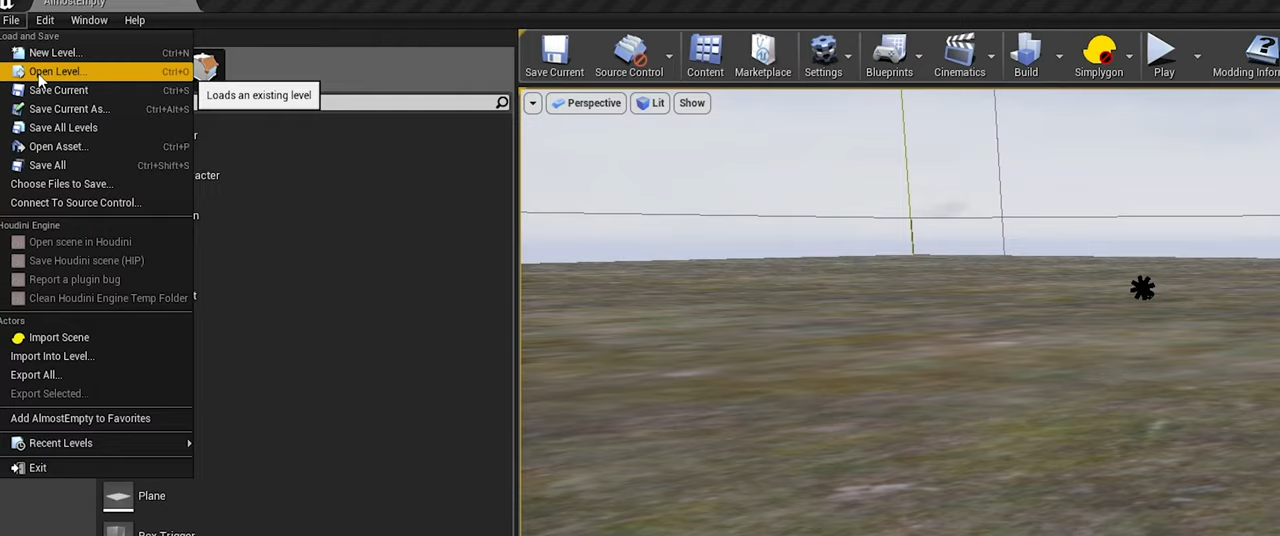 AlmostEmpty
File Edit Window Help
Load and Save
New Level... Ctrl+N
Open Level... Ctrl+O
Loads an existing level
Save Current Ctrl+S
Save Current As... Ctrl+Alt+S
Save All Levels
Open Asset... Ctrl+P
Save All Ctrl+Shift+S
Choose Files to Save...
Connect To Source Control...
Houdini Engine
Open scene in Houdini
Save Houdini scene (HIP)
Report a plugin bug
Clean Houdini Engine Temp Folder
Actors
Import Scene
Import Into Level...
Export All...
Export Selected...
Add AlmostEmpty to Favorites
Recent Levels
Exit
r
acter
n
t
Plane
Box Trigger
Save Current Source Control Content Marketplace Settings Blueprints Cinematics Build Simplygon Play Modding Infor
Perspective Lit Show